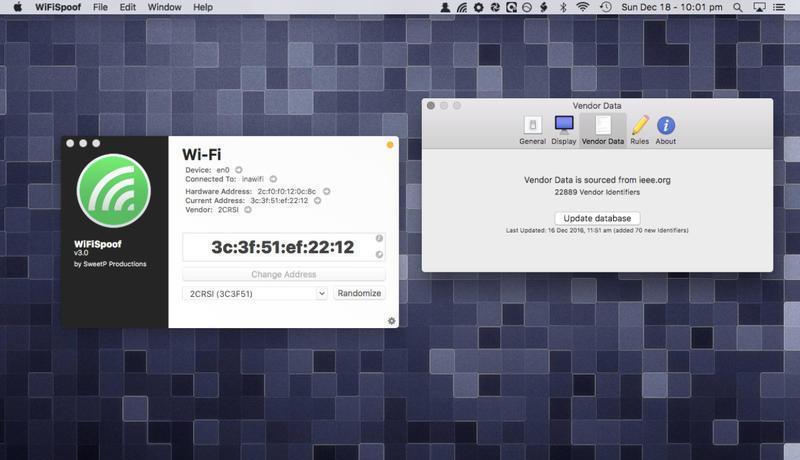 WiFiSpoof File Edit Window Help
Sun Dec 18 - 10:01 pm
Wi-Fi
Device: en0
Connected To: inawifi
Hardware Address: 2c:f0:f0:12:0c:8c
Current Address: 3c:3f:51:ef:22:12
Vendor: 2CRSI
WiFiSpoof
v3.0
by SweetP Productions
3c:3f:51:ef:22:12
Change Address
2CRSI (3C3F51)
Randomize
Vendor Data
General Display Vendor Data Rules About
Vendor Data is sourced from ieee.org
22889 Vendor Identifiers
Update database
Last Updated: 16 Dec 2016, 11:51 am (added 70 new Identifiers)